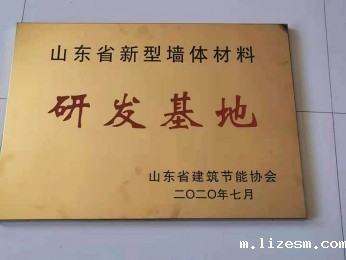 山东省新型墙体材料
研发基地
山东省建筑节能协会
二〇二〇年七月
m.lizesm.com